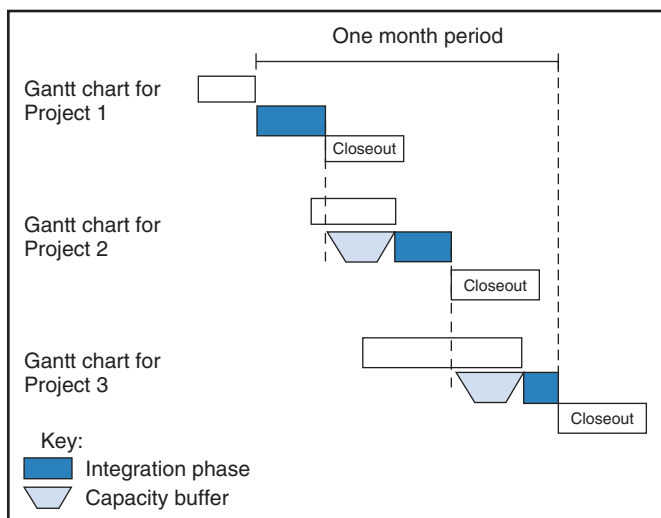 One month period
Gantt chart for
Project 1
Closeout
Gantt chart for
Project 2
Closeout
Gantt chart for
Project 3
Closeout
Key:
Integration phase
Capacity buffer